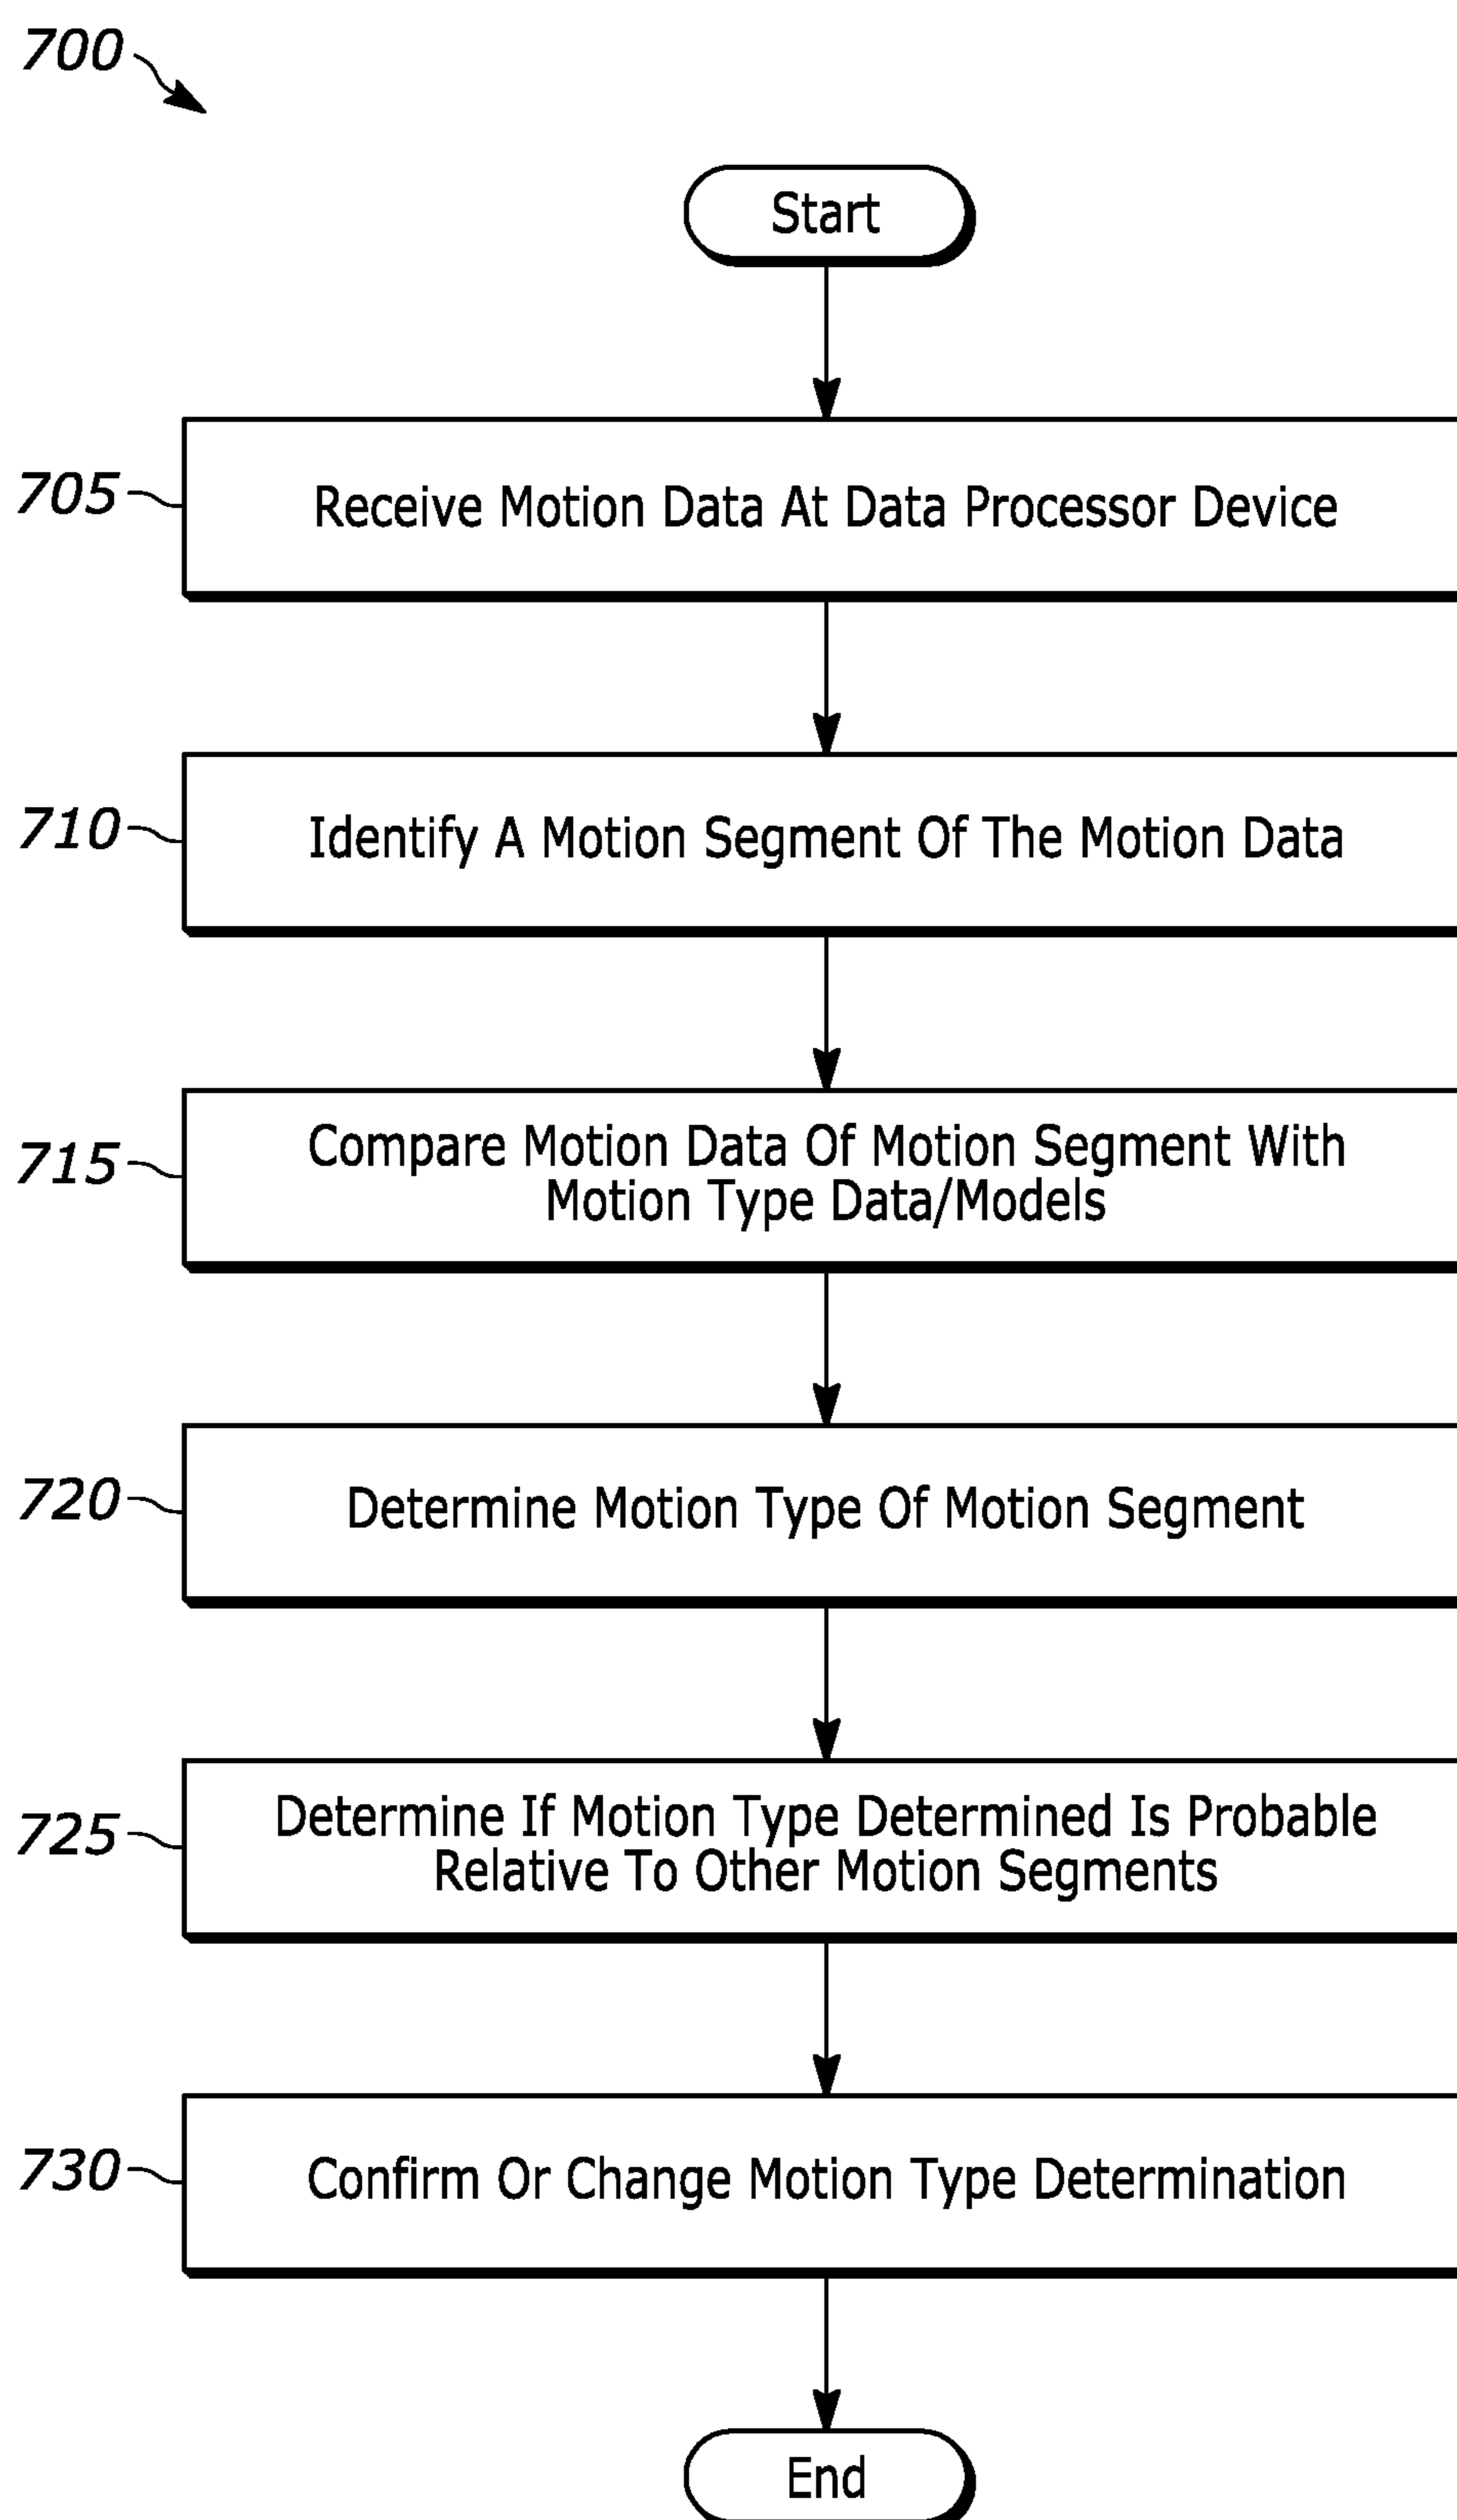 700
Start
705
Receive Motion Data At Data Processor Device
710
Identify A Motion Segment Of The Motion Data
715
Compare Motion Data Of Motion Segment With
Motion Type Data/Models
720
Determine Motion Type Of Motion Segment
725
Determine If Motion Type Determined Is Probable
Relative To Other Motion Segments
730
Confirm Or Change Motion Type Determination
End